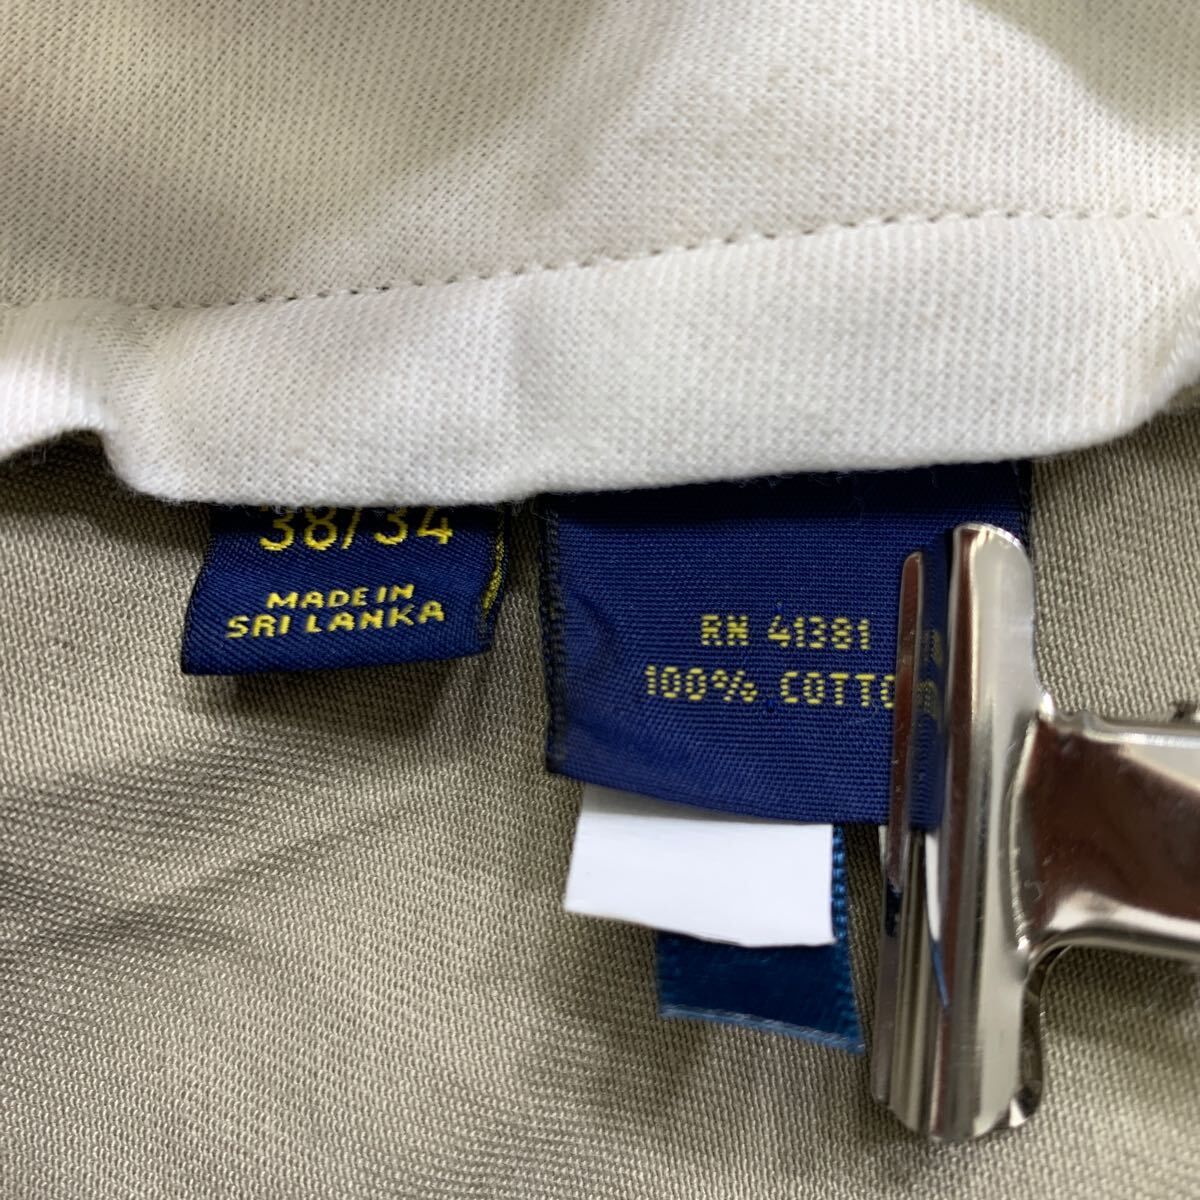 38/34
MADE IN
SRI LANKA
RN 41381
100% COTTO